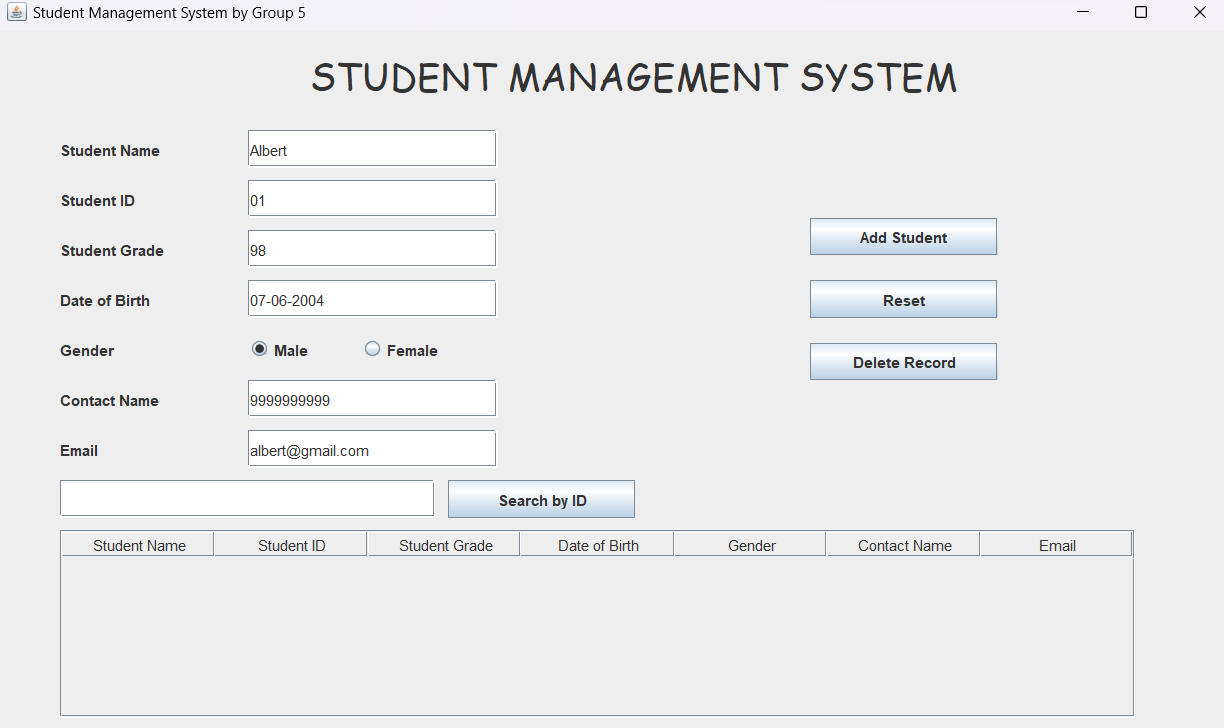 Student Management System by Group 5
STUDENT MANAGEMENT SYSTEM
Student Name Albert
Student ID 01
Student Grade 98
Date of Birth 07-06-2004
Gender Male Female
Contact Name 9999999999
Email albert@gmail.com
Add Student
Reset
Delete Record
Search by ID
Student Name Student ID Student Grade Date of Birth Gender Contact Name Email